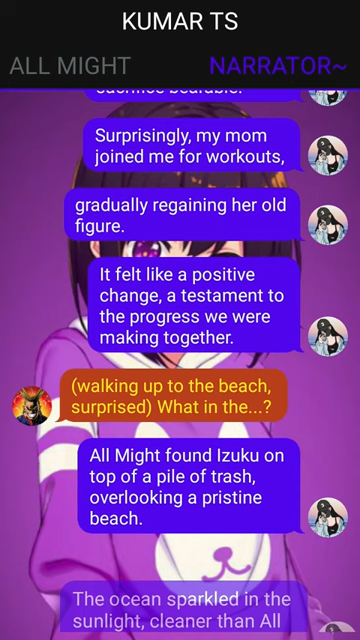 KUMAR TS
ALL MIGHT
NARRATOR~
sacrifice bearable.
Surprisingly, my mom
joined me for workouts,
gradually regaining her old
figure.
It felt like a positive
change, a testament to
the progress we were
making together.
(walking up to the beach,
surprised) What in the...?
All Might found Izuku on
top of a pile of trash,
overlooking a pristine
beach.
The ocean sparkled in the
sunlight, cleaner than All